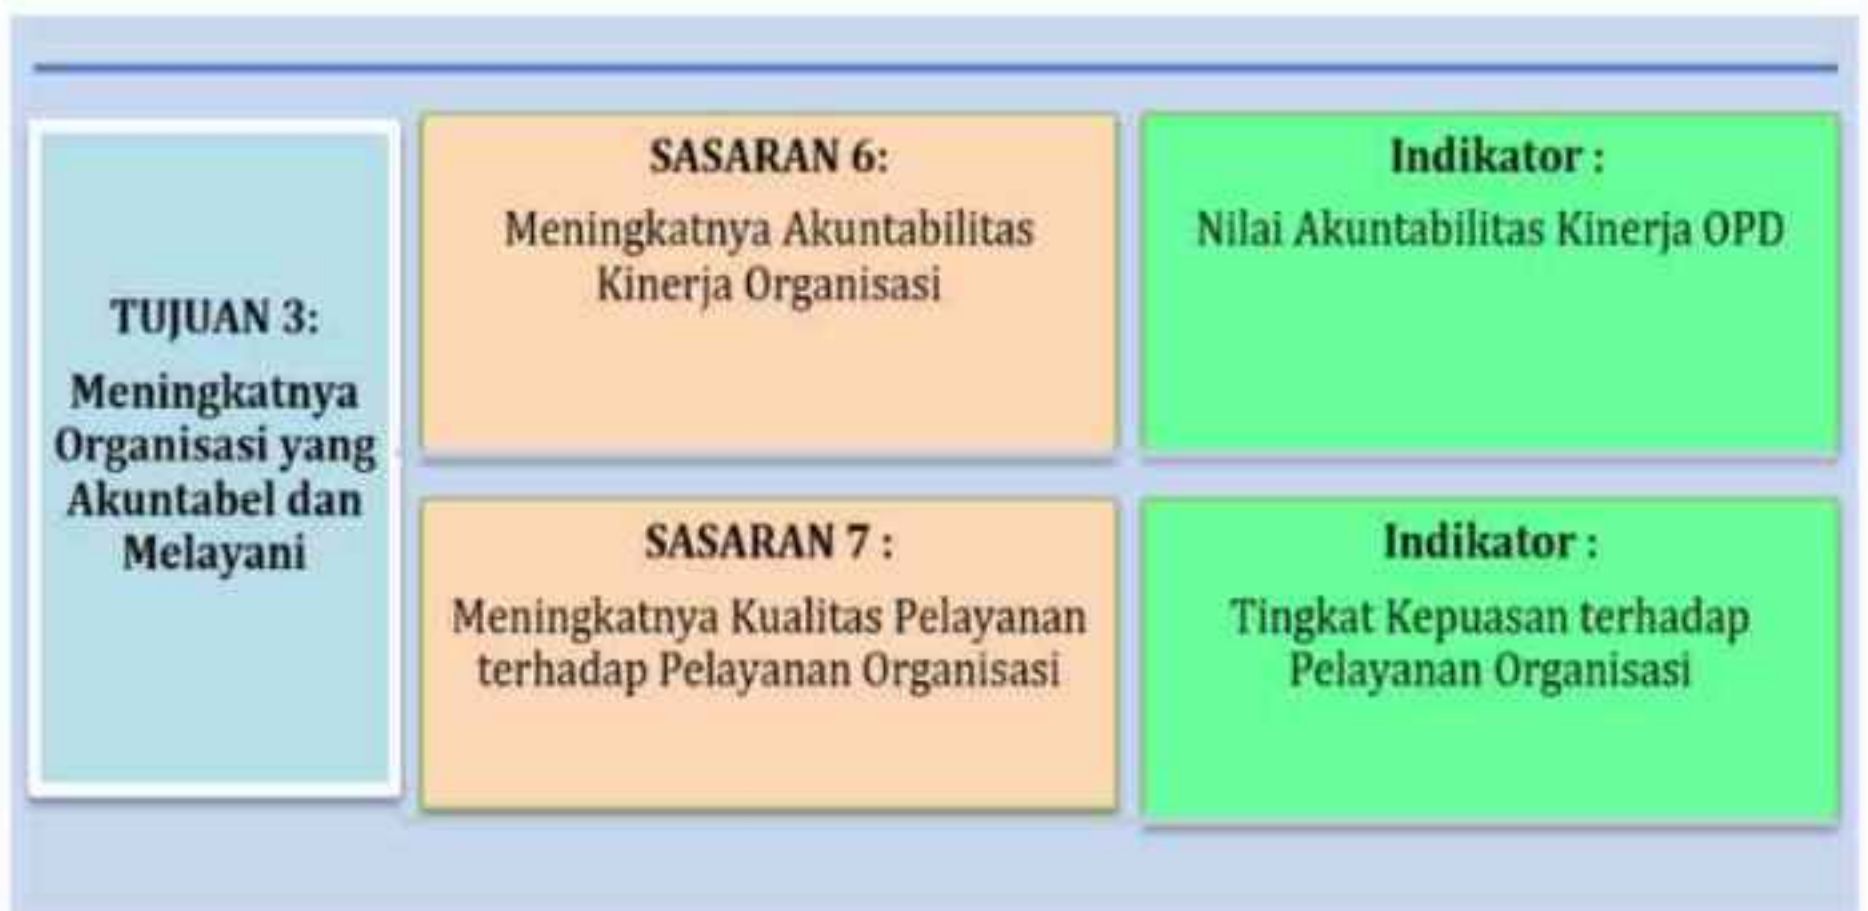 TUJUAN 3:
Meningkatnya
Organisasi yang
Akuntabel dan
Melayani
SASARAN 6:
Meningkatnya Akuntabilitas
Kinerja Organisasi
Indikator :
Nilai Akuntabilitas Kinerja OPD
SASARAN 7 :
Meningkatnya Kualitas Pelayanan
terhadap Pelayanan Organisasi
Indikator :
Tingkat Kepuasan terhadap
Pelayanan Organisasi